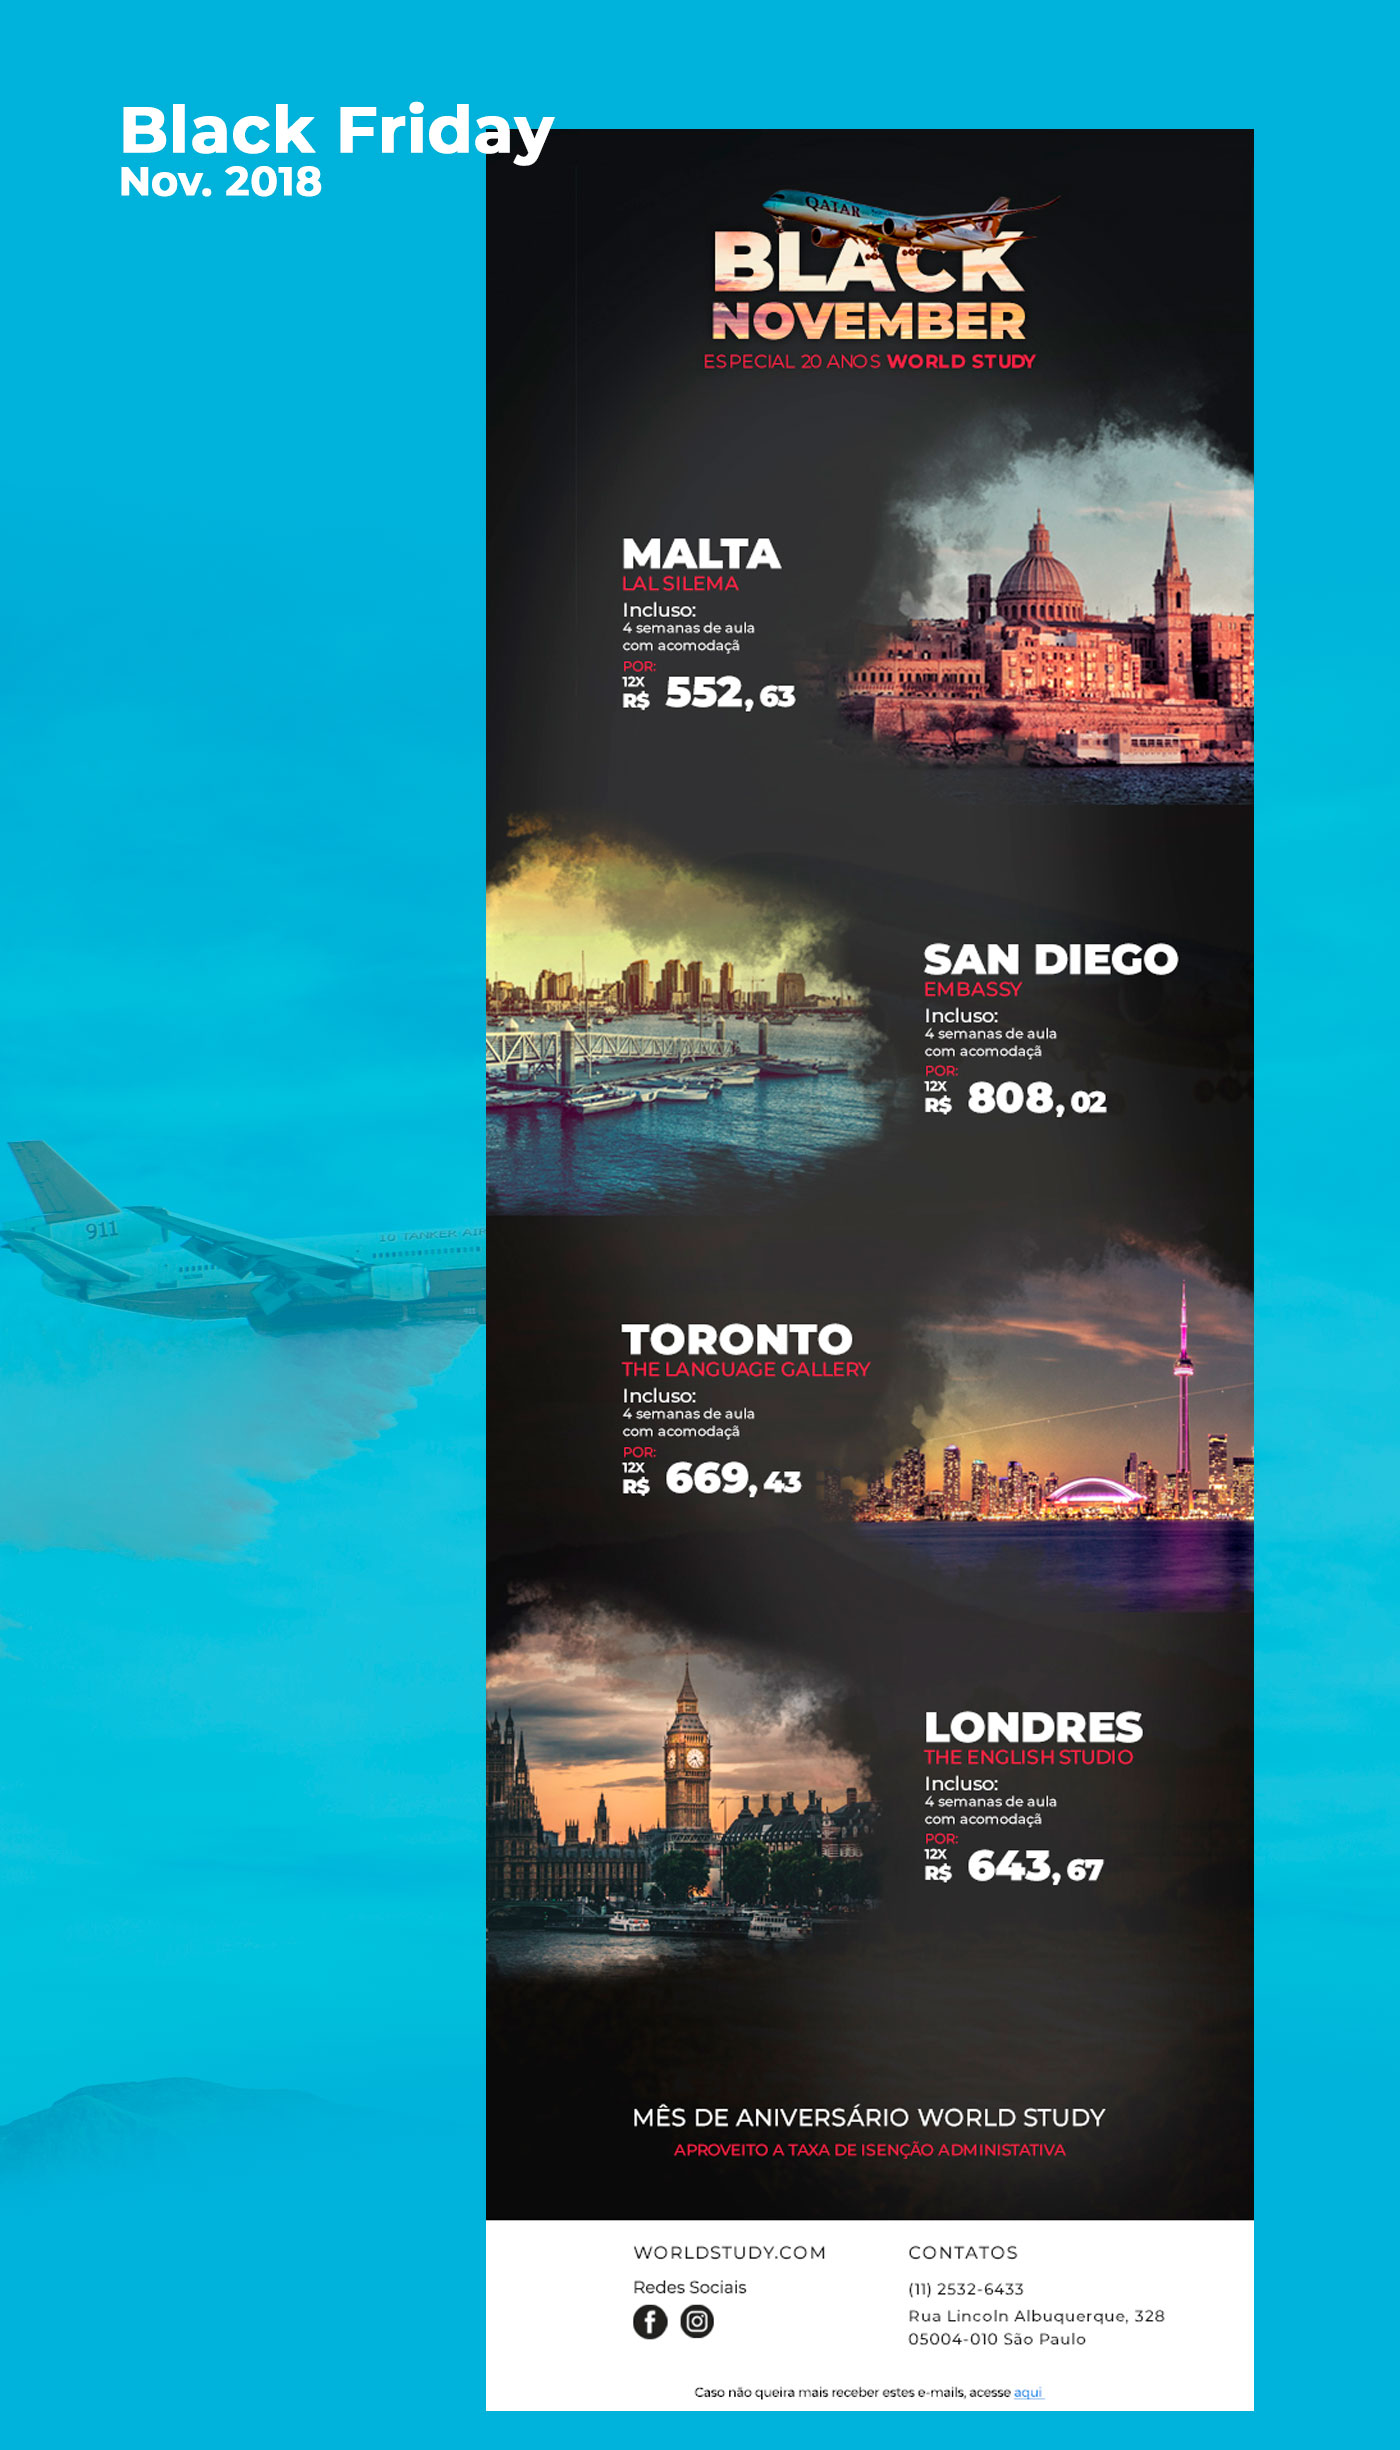 Black Friday
Nov. 2018
QATAR
BLACK
NOVEMBER
ESPECIAL 20 ANOS WORLD STUDY
MALTA
LAL SILEMA
Incluso:
4 semanas de aula
com acomodaçã
POR:
12X
R$ 552, 63
SAN DIEGO
EMBASSY
Incluso:
4 semanas de aula
com acomodaçã
POR:
12X
R$ 808, 02
911
10 TANKER AIR
911
TORONTO
THE LANGUAGE GALLERY
Incluso:
4 semanas de aula
com acomodaçã
POR:
12X
R$ 669, 43
LONDRES
THE ENGLISH STUDIO
Incluso:
4 semanas de aula
com acomodaçã
POR:
12X
R$ 643, 67
MÊS DE ANIVERSÁRIO WORLD STUDY
APROVEITO A TAXA DE ISENÇÃO ADMINISTATIVA
WORLDSTUDY.COM
Redes Sociais
CONTATOS
(11) 2532-6433
Rua Lincoln Albuquerque, 328
05004-010 São Paulo
Caso não queira mais receber estes e-mails, acesse aqui